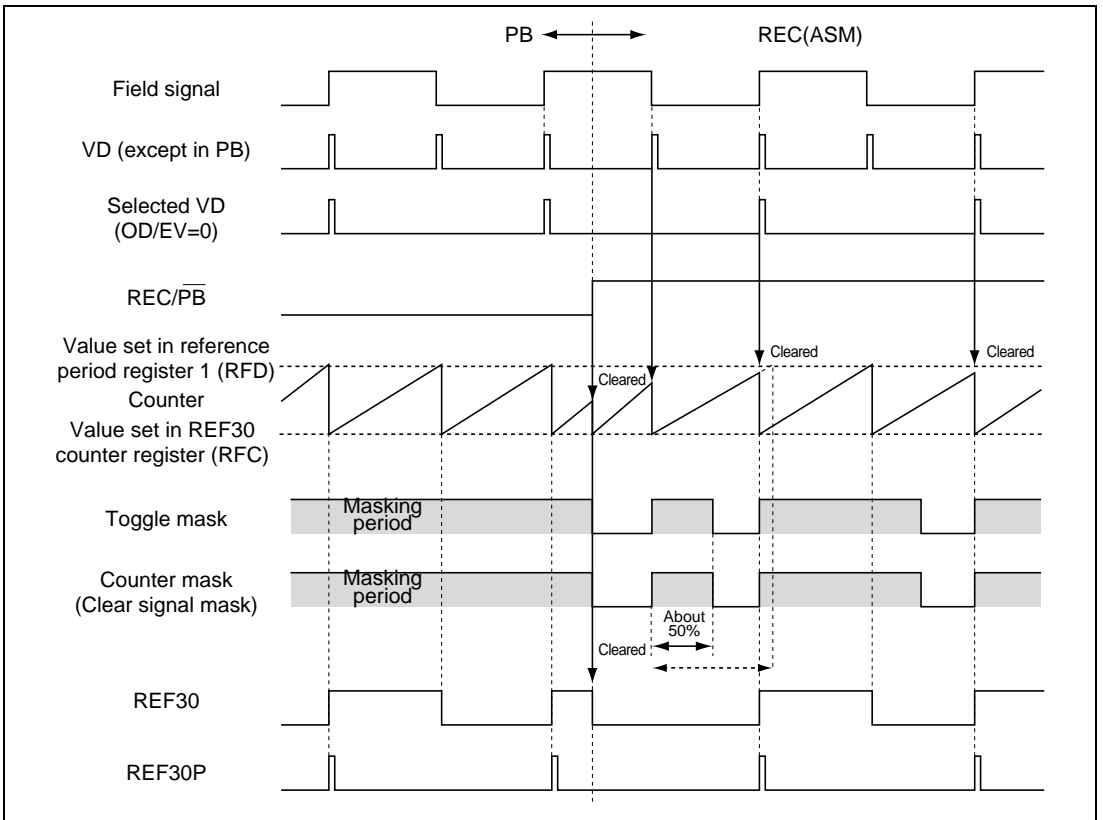 PB
REC(ASM)
Field signal
VD (except in PB)
Selected VD
(OD/EV=0)
REC/P̅B̅
Value set in reference
period register 1 (RFD)
Counter
Value set in REF30
counter register (RFC)
Cleared
Cleared
Cleared
Toggle mask
Masking
period
Counter mask
(Clear signal mask)
Masking
period
About
50%
Cleared
REF30
REF30P